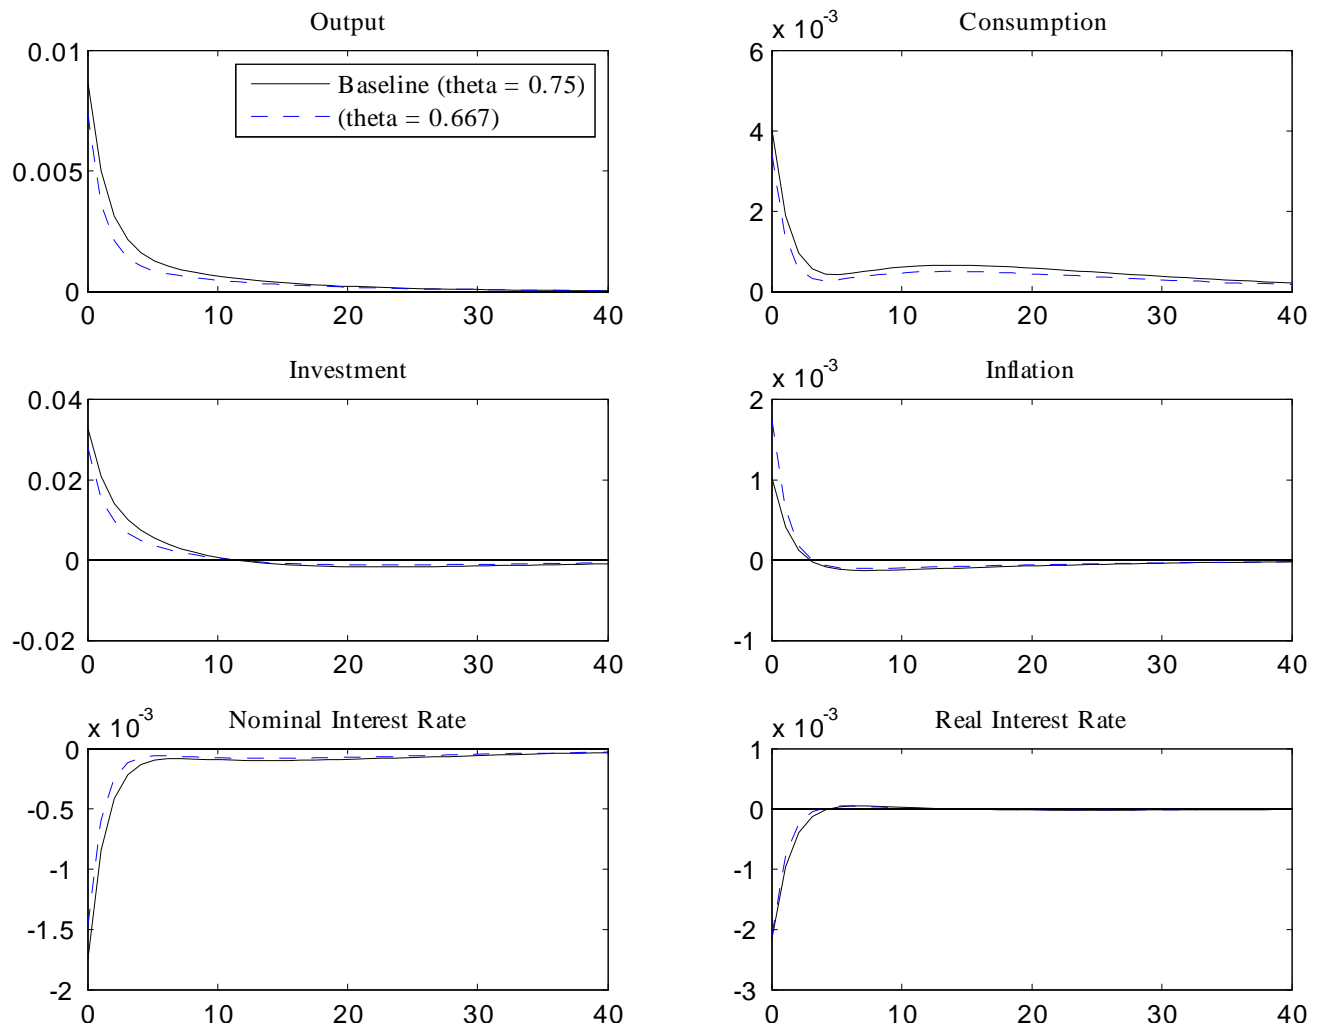 Output
0.01
0.005
0
0 10 20 30 40
Baseline (theta = 0.75)
(theta = 0.667)
Consumption
x 10-3
6
4
2
0
0 10 20 30 40
Investment
0.04
0.02
0
-0.02
0 10 20 30 40
Inflation
x 10-3
2
1
0
-1
0 10 20 30 40
Nominal Interest Rate
x 10-3
0
-0.5
-1
-1.5
-2
0 10 20 30 40
Real Interest Rate
x 10-3
1
0
-1
-2
-3
0 10 20 30 40